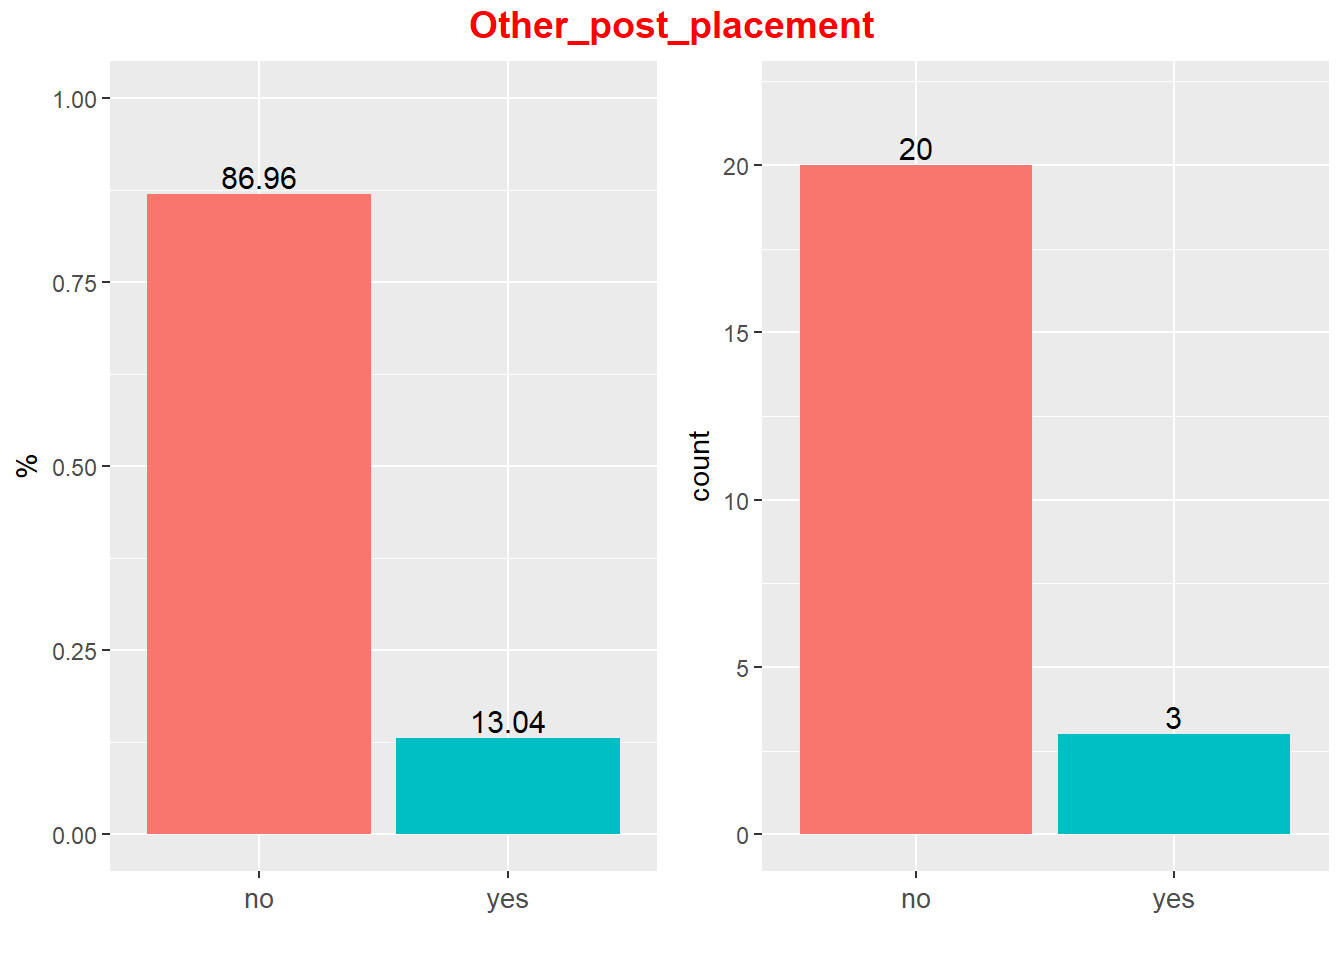 Other_post_placement
%
1.00
0.75
0.50
0.25
0.00
86.96
13.04
no
yes
count
20
15
10
5
0
20
3
no
yes